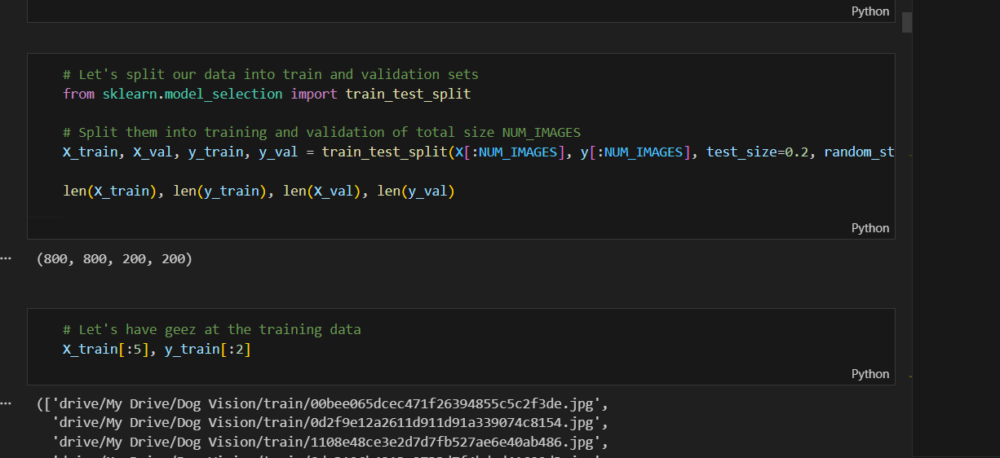 Python
# Let's split our data into train and validation sets
from sklearn.model_selection import train_test_split
# Split them into training and validation of total size NUM_IMAGES
X_train, X_val, y_train, y_val = train_test_split(X[:NUM_IMAGES], y[:NUM_IMAGES], test_size=0.2, random_st
len(X_train), len(y_train), len(X_val), len(y_val)
Python
(800, 800, 200, 200)
# Let's have geez at the training data
X_train[:5], y_train[:2]
Python
(['drive/My Drive/Dog Vision/train/00bee065dcec471f26394855c5c2f3de.jpg',
'drive/My Drive/Dog Vision/train/0d2f9e12a2611d911d91a339074c8154.jpg',
'drive/My Drive/Dog Vision/train/1108e48ce3e2d7d7fb527ae6e40ab486.jpg',